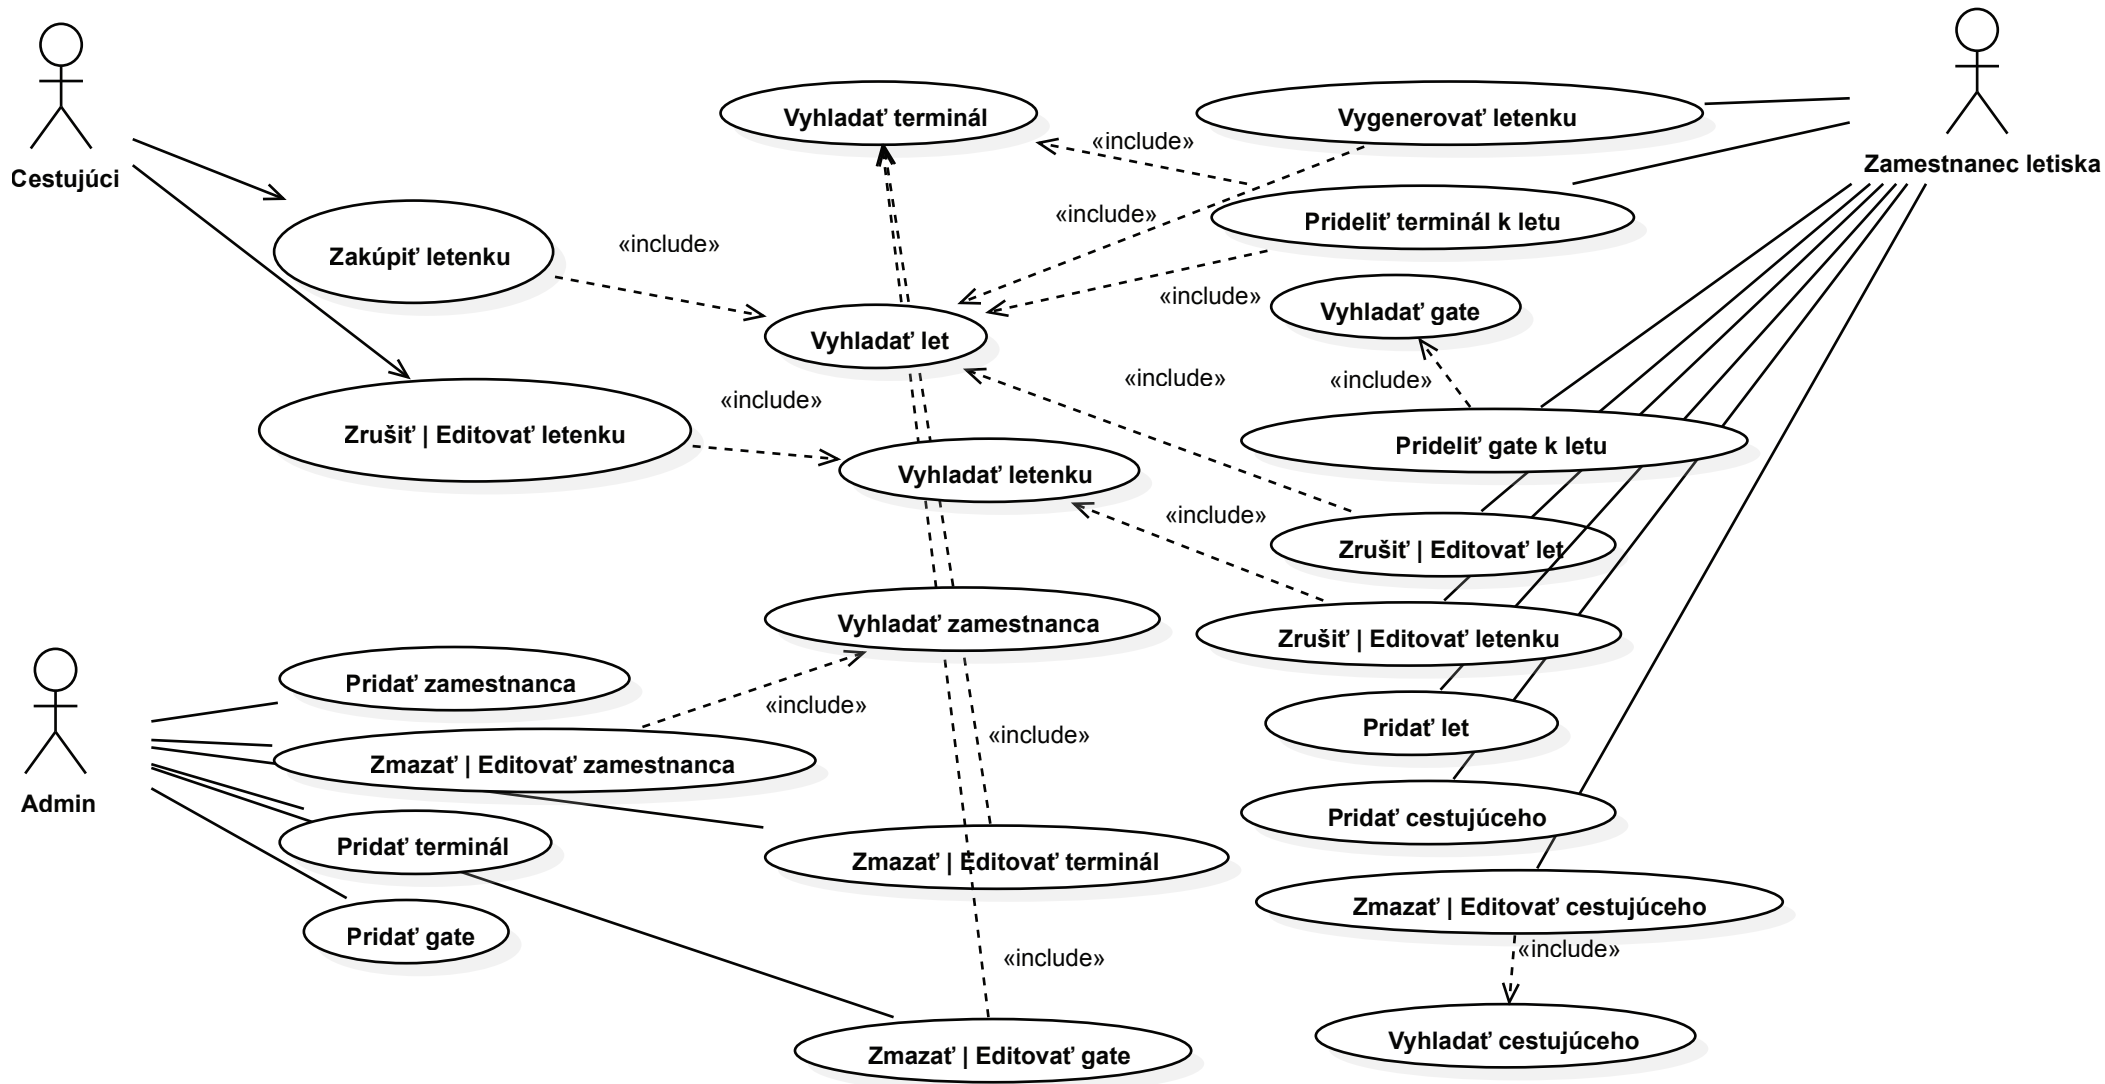 Vyhladať terminál
Vygenerovať letenku
«include»
Cestujúci
Zamestnanec letiska
«include»
Prideliť terminál k letu
Zakúpiť letenku
«include»
«include»
Vyhladať gate
Vyhladať let
«include»
«include»
«include»
Zrušiť | Editovať letenku
Prideliť gate k letu
Vyhladať letenku
«include»
Zrušiť | Editovať let
Vyhladať zamestnanca
Zrušiť | Editovať letenku
Pridať zamestnanca
«include»
Pridať let
«include»
Zmazať | Editovať zamestnanca
Admin
Pridať cestujúceho
Pridať terminál
Zmazať | Editovať terminál
Zmazať | Editovať cestujúceho
Pridať gate
«include»
«include»
Vyhladať cestujúceho
Zmazať | Editovať gate